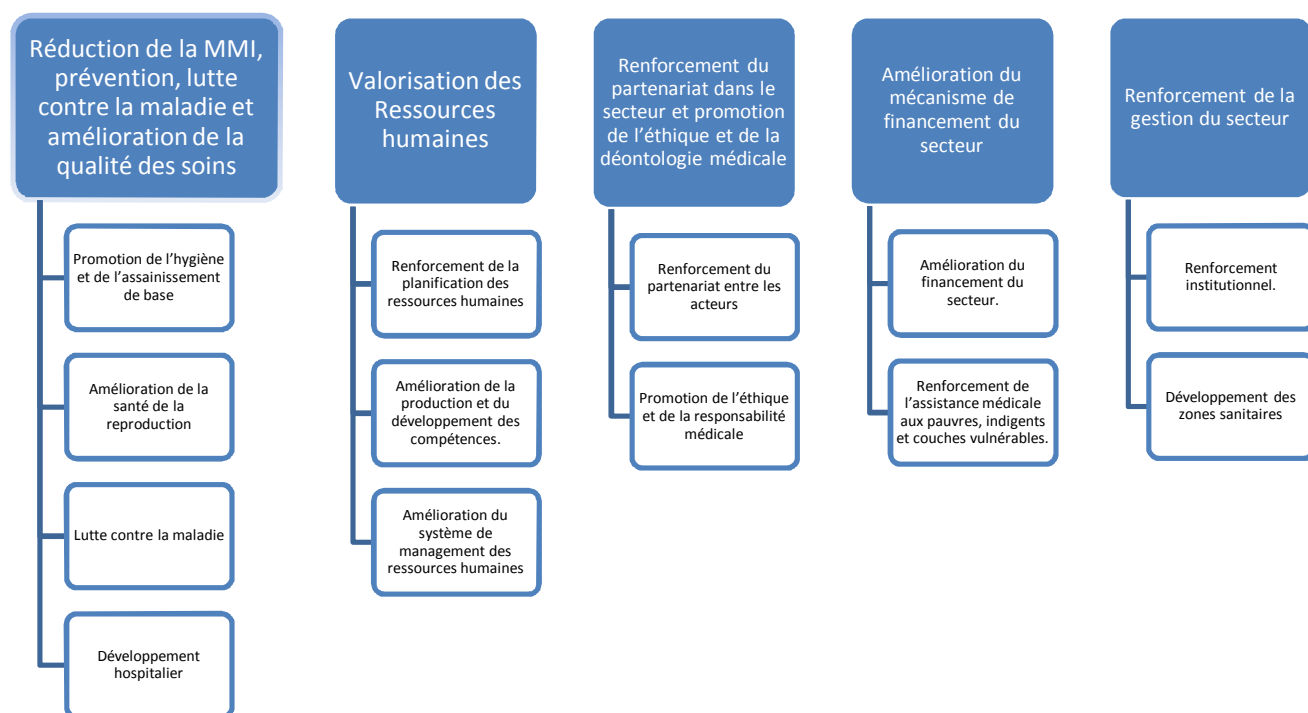 Réduction de la MMI,
prévention, lutte
contre la maladie et
amélioration de la
qualité des soins
Promotion de l’hygiène
et de l’assainissement
de base
Amélioration de la
santé de la
reproduction
Lutte contre la maladie
Développement
hospitalier
Valorisation des
Ressources
humaines
Renforcement de la
planification des
ressources humaines
Amélioration de la
production et du
développement des
compétences.
Amélioration du
système de
management des
ressources humaines
Renforcement du
partenariat dans le
secteur et promotion
de l’éthique et de la
déontologie médicale
Renforcement du
partenariat entre les
acteurs
Promotion de l’éthique
et de la responsabilité
médicale
Amélioration du
mécanisme de
financement du
secteur
Amélioration du
financement du
secteur.
Renforcement de
l’assistance médicale
aux pauvres, indigents
et couches vulnérables.
Renforcement de la
gestion du secteur
Renforcement
institutionnel.
Développement des
zones sanitaires